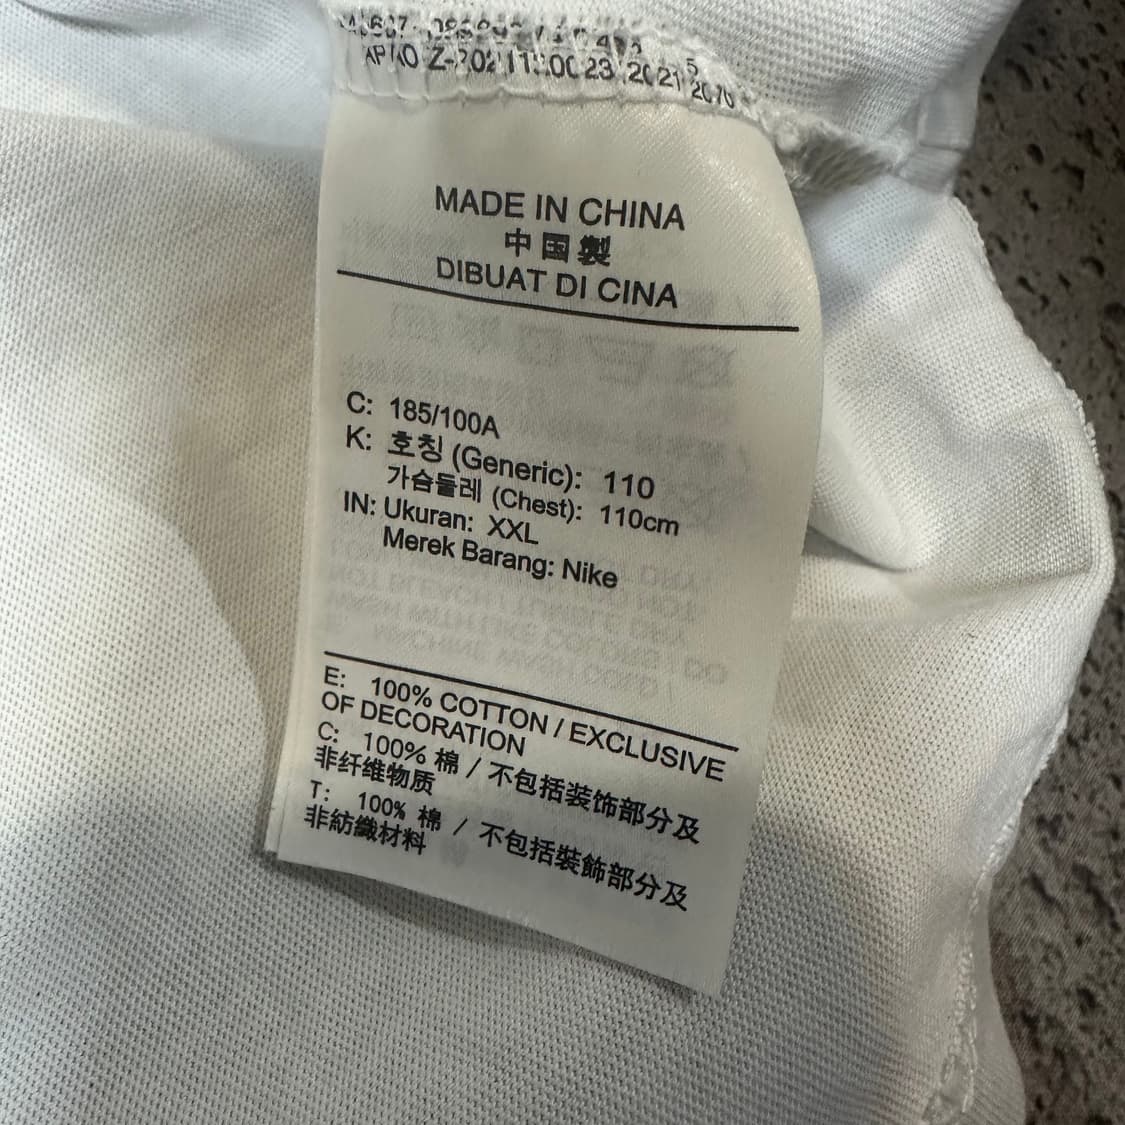 MADE IN CHINA
中国製
DIBUAT DI CINA
C: 185/100A
K: 호칭 (Generic): 110
가슴둘레 (Chest): 110cm
IN: Ukuran: XXL
Merek Barang: Nike
E: 100% COTTON / EXCLUSIVE
OF DECORATION
C: 100% 棉 / 不包括装饰部分及
非纤维物质
T: 100% 棉 / 不包括裝飾部分及
非紡織材料